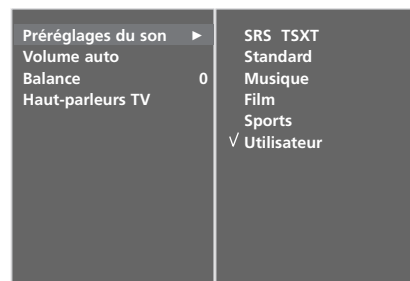 Préréglages du son ►
Volume auto
Balance 0
Haut-parleurs TV
SRS TSXT
Standard
Musique
Film
Sports
√ Utilisateur